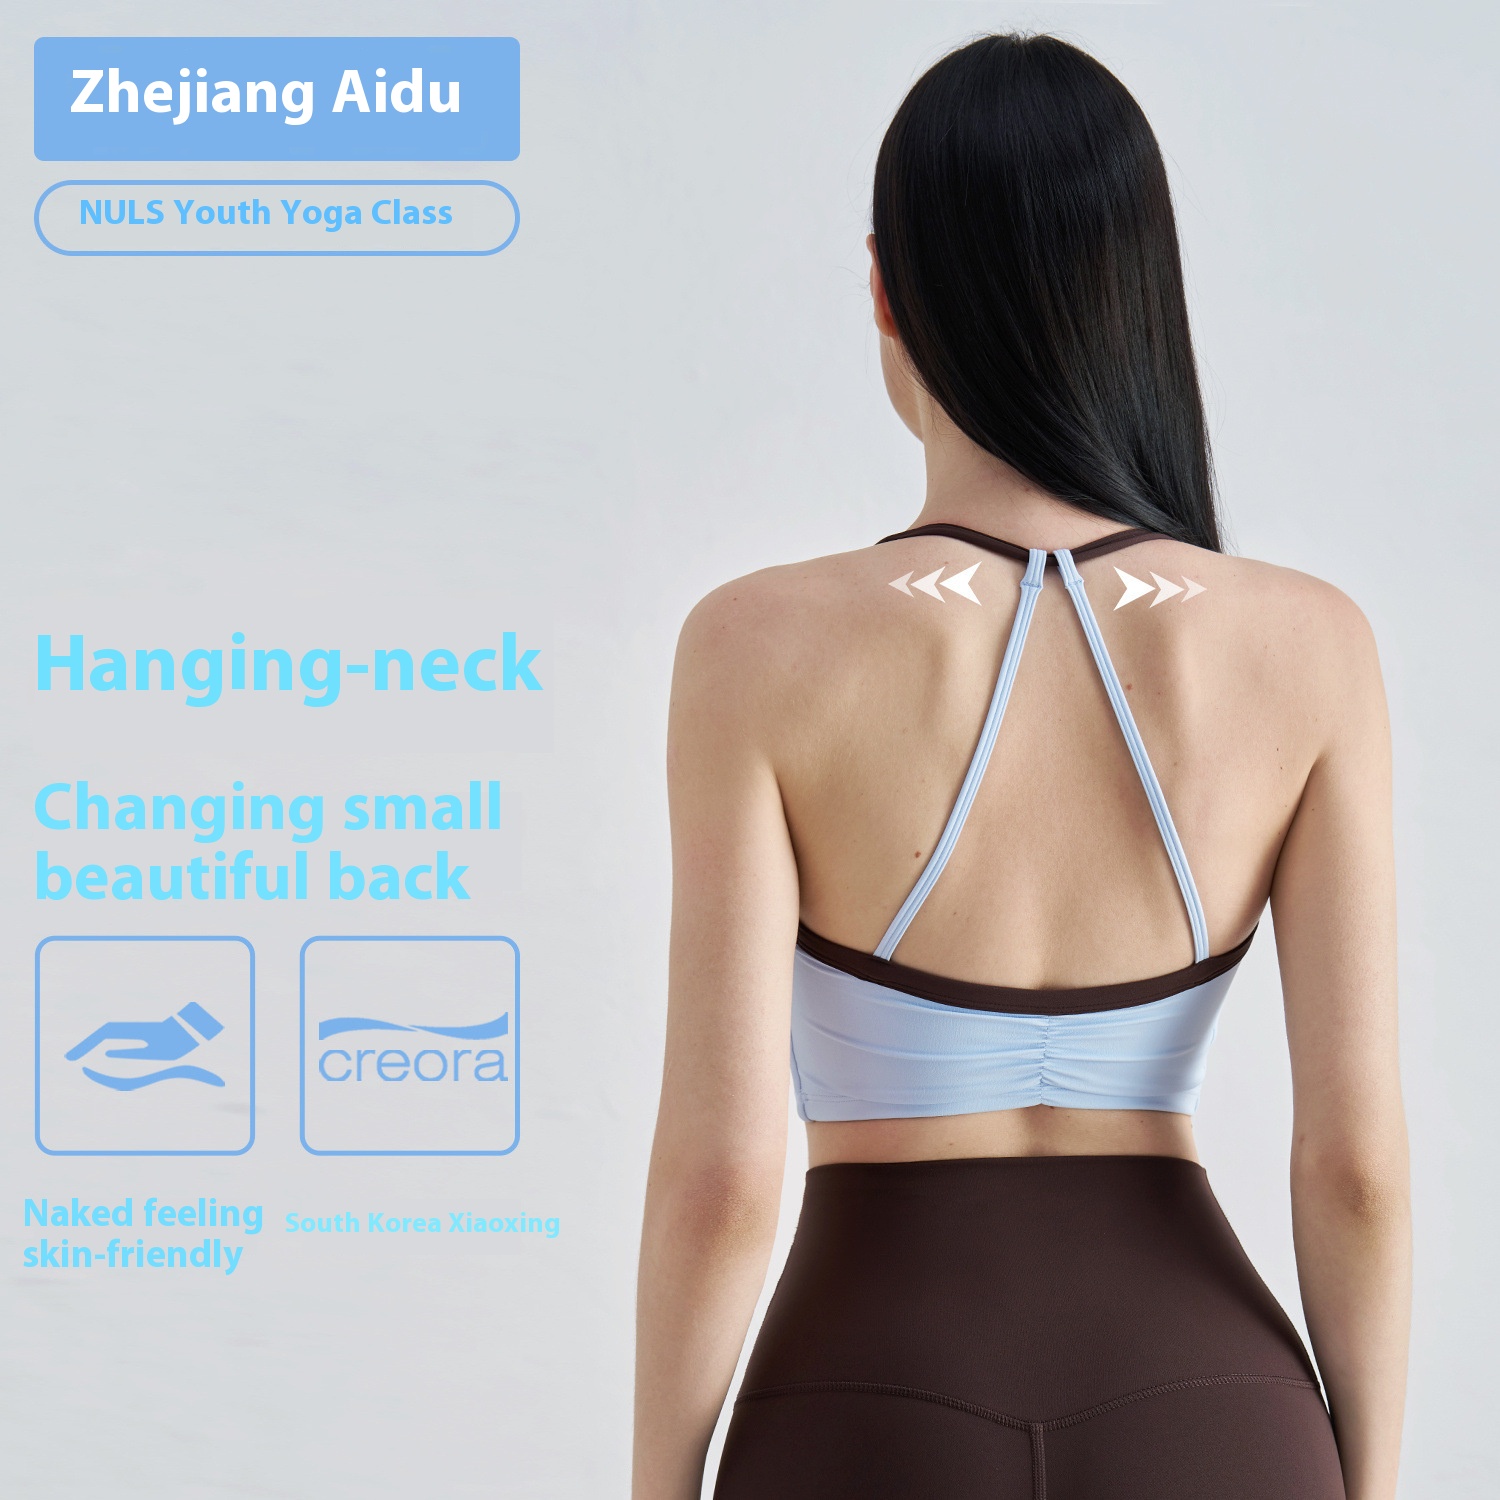 Zhejiang Aidu
NULS Youth Yoga Class
Hanging-neck
Changing small
beautiful back
creora
Naked feeling
skin-friendly
South Korea Xiaoxing